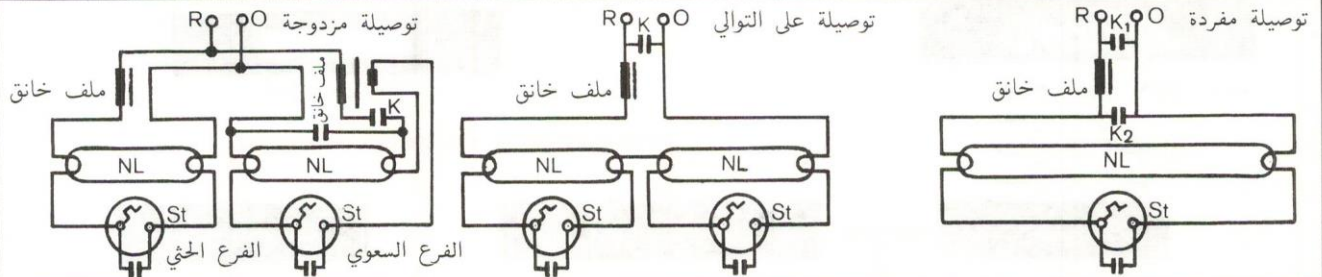 توصيلة مفردة
R O
K₁
ملف خانق
K₂
NL
St
توصيلة على التوالي
R O
K
ملف خانق
NL NL
St St
توصيلة مزدوجة
R O
ملف خانق
ملف خانق
K
NL NL
St St
الفرع الحثي
الفرع السعوي